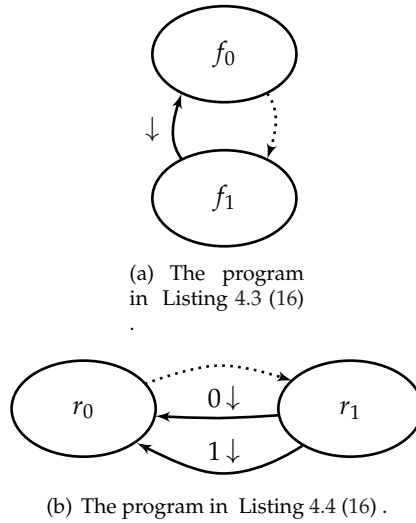 f₀
↓
f₁
(a) The program
in Listing 4.3 (16)
.
r₀
0↓
r₁
1↓
(b) The program in Listing 4.4 (16) .